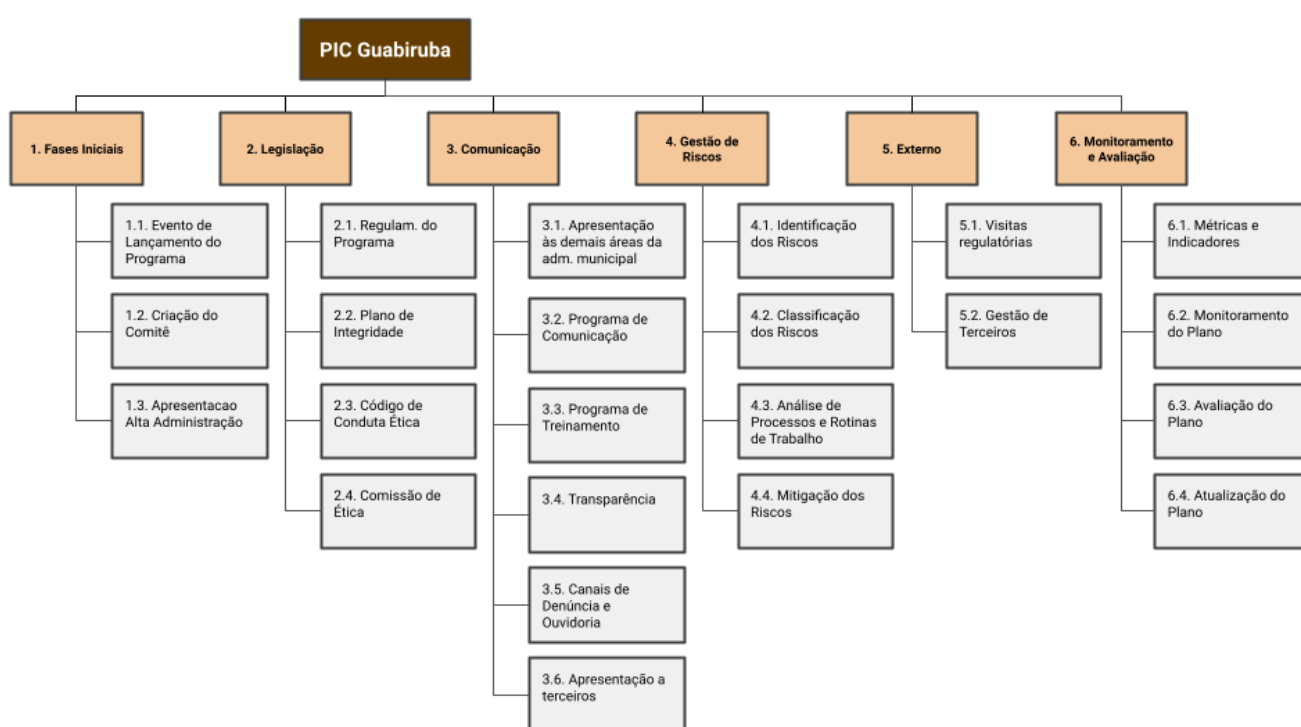 PIC Guabiruba
1. Fases Iniciais
1.1. Evento de
Lançamento do
Programa
1.2. Criação do
Comitê
1.3. Apresentacao
Alta Administração
2. Legislação
2.1. Regulam. do
Programa
2.2. Plano de
Integridade
2.3. Código de
Conduta Ética
2.4. Comissão de
Ética
3. Comunicação
3.1. Apresentação
às demais áreas da
adm. municipal
3.2. Programa de
Comunicação
3.3. Programa de
Treinamento
3.4. Transparência
3.5. Canais de
Denúncia e
Ouvidoria
3.6. Apresentação a
terceiros
4. Gestão de
Riscos
4.1. Identificação
dos Riscos
4.2. Classificação
dos Riscos
4.3. Análise de
Processos e Rotinas
de Trabalho
4.4. Mitigação dos
Riscos
5. Externo
5.1. Visitas
regulatórias
5.2. Gestão de
Terceiros
6. Monitoramento
e Avaliação
6.1. Métricas e
Indicadores
6.2. Monitoramento
do Plano
6.3. Avaliação do
Plano
6.4. Atualização do
Plano